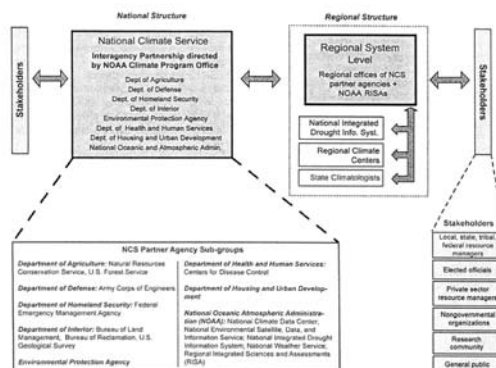 National Structure
Regional Structure
Stakeholders
National Climate Service
Interagency Partnership directed
by NOAA Climate Program Office
Dept of Agriculture
Dept. of Defense
Dept. of Homeland Security
Dept. of Interior
Environmental Protection Agency
Dept. of Health and Human Services
Dept. of Housing and Urban Development
National Oceanic and Atmospheric Admin.
Regional System
Level
Regional offices of NCS
partner agencies +
NOAA RISAs
National Integrated
Drought Info. Syst.
Regional Climate
Centers
State Climatologists
Stakeholders
NCS Partner Agency Sub-groups
Department of Agriculture: Natural Resources
Conservation Service, U.S. Forest Service
Department of Defense: Army Corps of Engineers
Department of Homeland Security: Federal
Emergency Management Agency
Department of Interior: Bureau of Land
Management, Bureau of Reclamation, U.S.
Geological Survey
Environmental Protection Agency
Department of Health and Human Services:
Centers for Disease Control
Department of Housing and Urban Develop-
ment
National Oceanic Atmospheric Administra-
tion (NOAA): National Climate Data Center,
National Environmental Satellite, Data, and
Information Service; National Integrated Drought
Information System; National Weather Service;
Regional Integrated Sciences and Assessments
(RISA)
Stakeholders
Local, state, tribal,
federal resource
managers
Elected officials
Private sector
resource managers
Nongovernmental
organizations
Research
community
General public